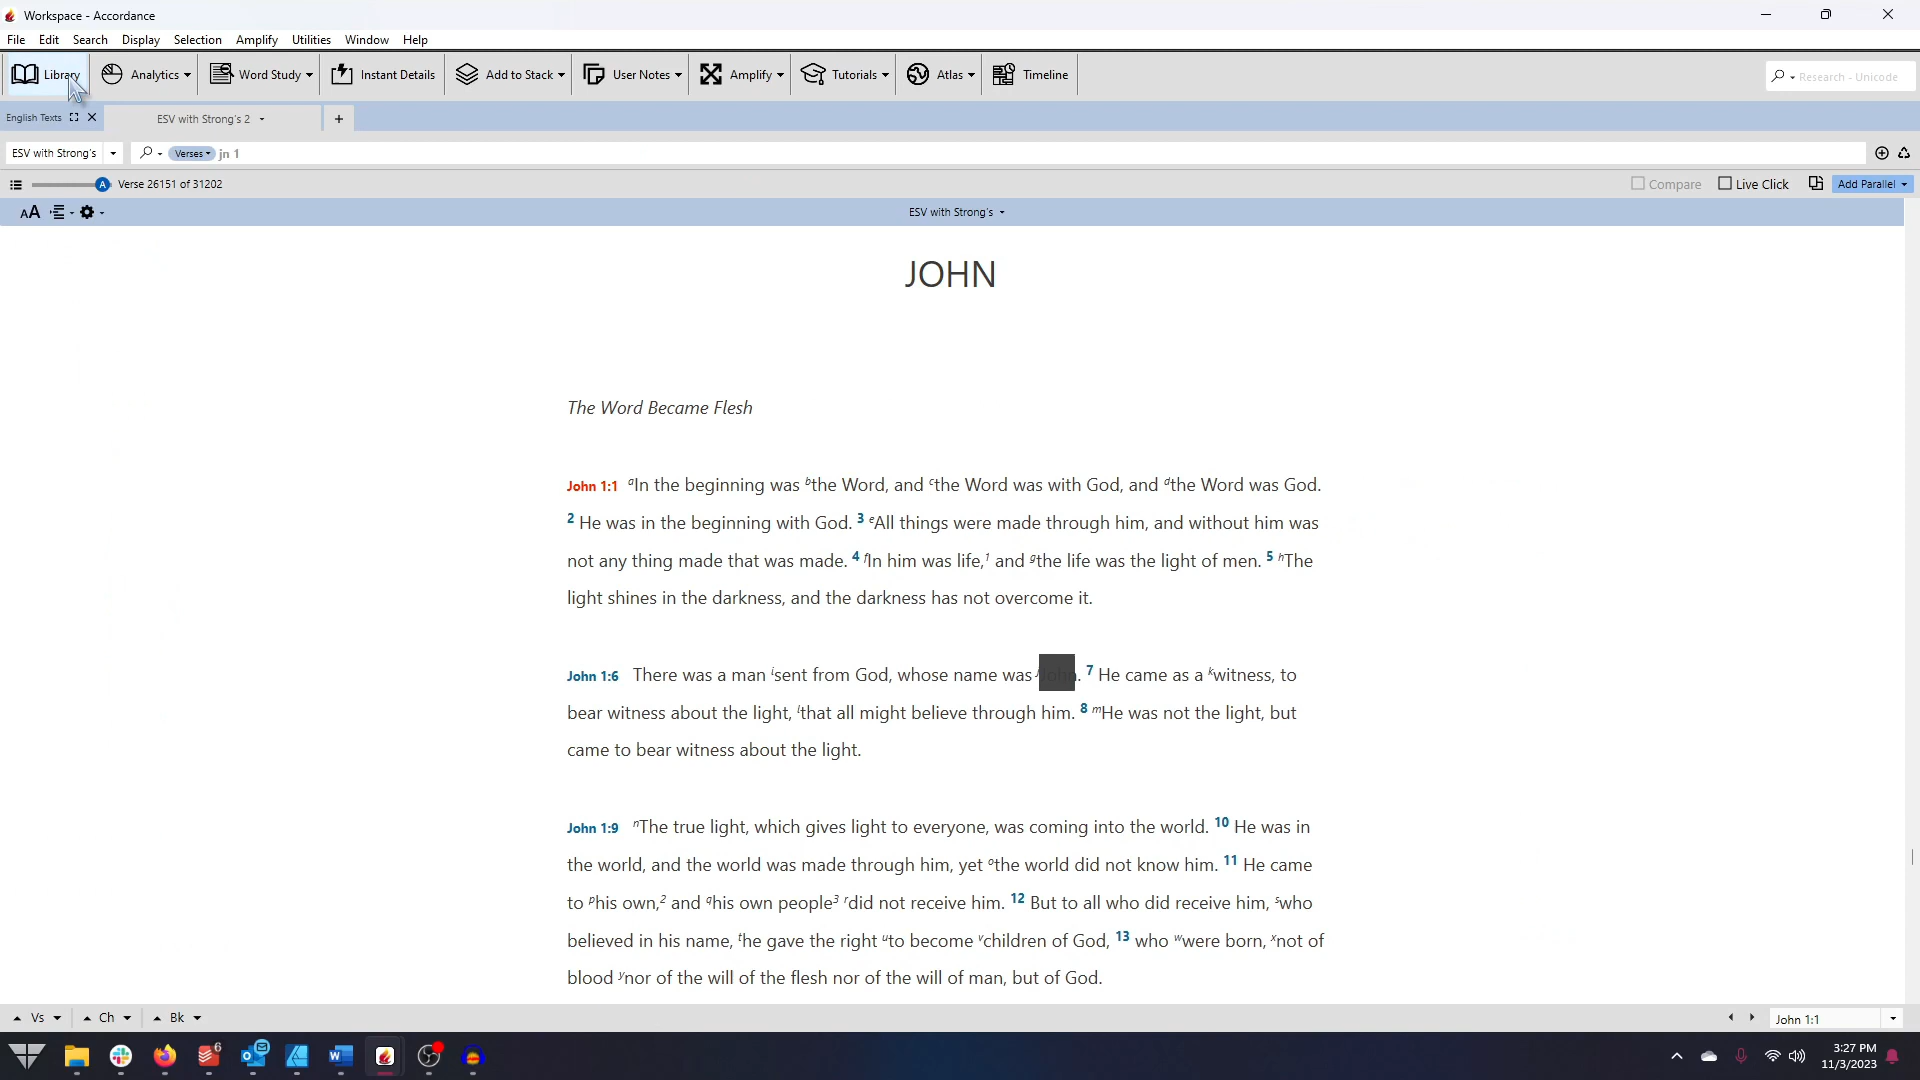 Workspace - Accordance
File Edit Search Display Selection Amplify Utilities Window Help
Library Analytics Word Study Instant Details Add to Stack User Notes Amplify Tutorials Atlas Timeline Research - Unicode
English Texts ESV with Strong's 2 +
ESV with Strong's Verses jn 1
A Verse 26151 of 31202 Compare Live Click Add Parallel
AA ESV with Strong's
JOHN
The Word Became Flesh
John 1:1 aIn the beginning was bthe Word, and cthe Word was with God, and dthe Word was God.
2 He was in the beginning with God. 3 eAll things were made through him, and without him was
not any thing made that was made. 4 fIn him was life,1 and gthe life was the light of men. 5 hThe
light shines in the darkness, and the darkness has not overcome it.
John 1:6 There was a man isent from God, whose name was . 7 He came as a kwitness, to
bear witness about the light, lthat all might believe through him. 8 mHe was not the light, but
came to bear witness about the light.
John 1:9 nThe true light, which gives light to everyone, was coming into the world. 10 He was in
the world, and the world was made through him, yet othe world did not know him. 11 He came
to phis own,2 and qhis own people3 rdid not receive him. 12 But to all who did receive him, swho
believed in his name, the gave the right uto become vchildren of God, 13 who wwere born, xnot of
blood ynor of the will of the flesh nor of the will of man, but of God.
Vs Ch Bk John 1:1
6 3:27 PM
11/3/2023